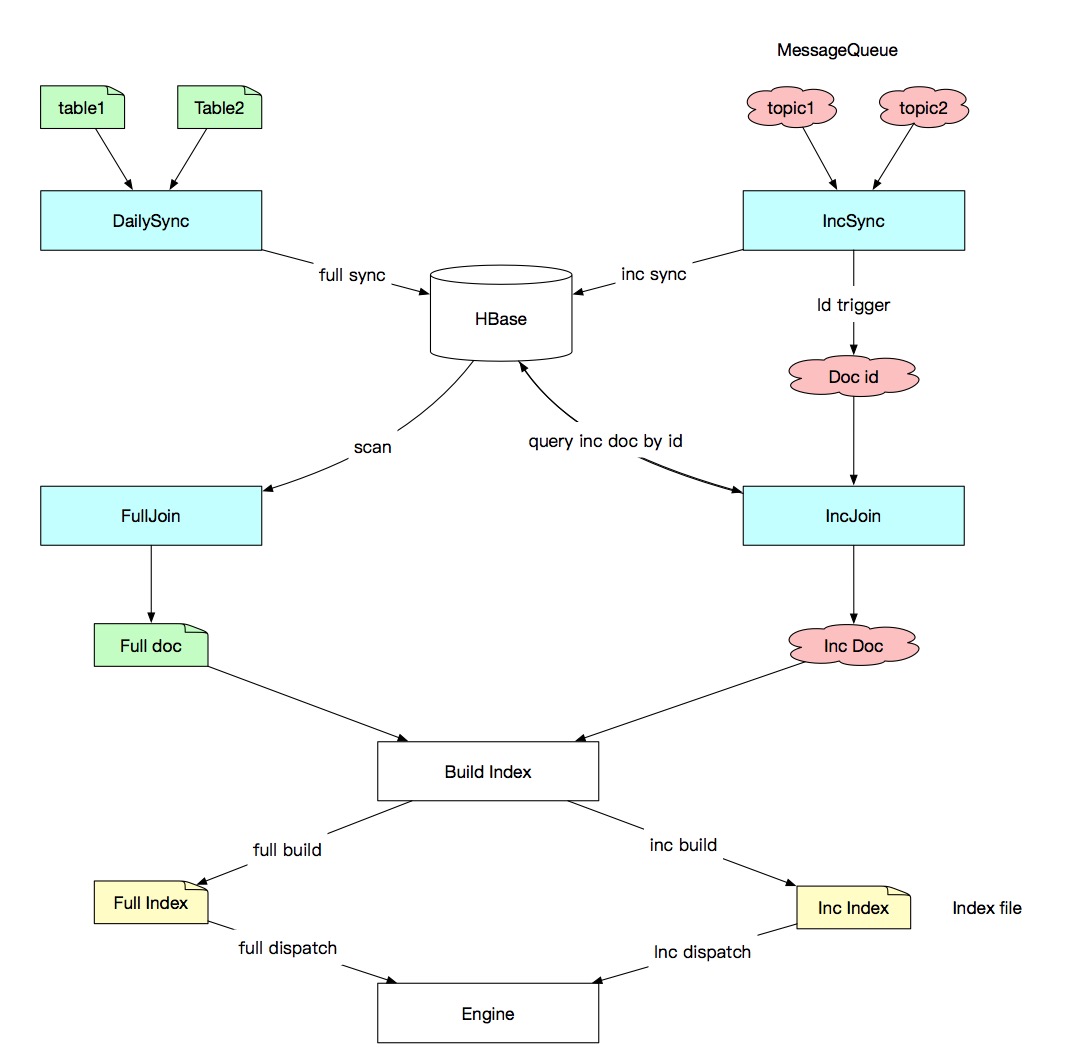 MessageQueue
table1
Table2
topic1
topic2
DailySync
IncSync
full sync
inc sync
Id trigger
HBase
Doc id
scan
query inc doc by id
FullJoin
IncJoin
Full doc
Inc Doc
Build Index
full build
inc build
Full Index
Inc Index
Index file
full dispatch
Inc dispatch
Engine